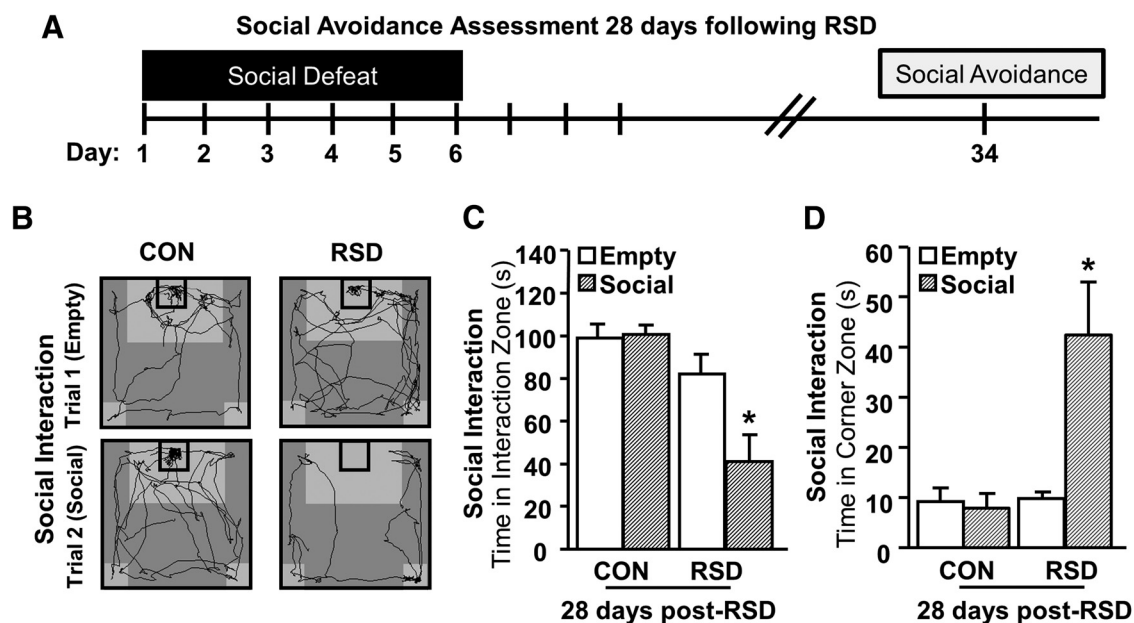 A
Social Avoidance Assessment 28 days following RSD
Social Defeat
Social Avoidance
Day: 1 2 3 4 5 6 34
B
CON RSD
Social Interaction
Trial 1 (Empty)
Trial 2 (Social)
C
Social Interaction
Time in Interaction Zone (s)
140
120
100
80
60
40
20
0
Empty
Social
*
CON RSD
28 days post-RSD
D
Social Interaction
Time in Corner Zone (s)
60
50
40
30
20
10
0
Empty
Social
*
CON RSD
28 days post-RSD